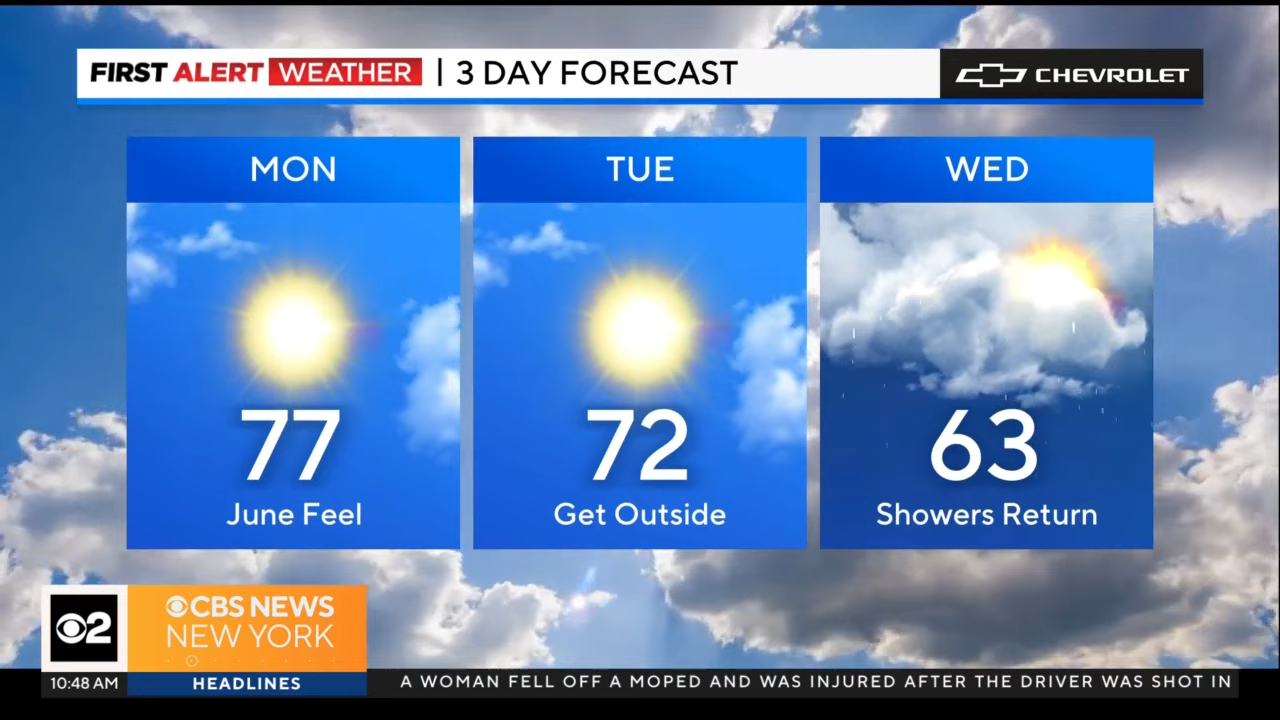 FIRST ALERT WEATHER | 3 DAY FORECAST
CHEVROLET
MON
77
June Feel
TUE
72
Get Outside
WED
63
Showers Return
2
CBS NEWS
NEW YORK
10:48 AM
HEADLINES
A WOMAN FELL OFF A MOPED AND WAS INJURED AFTER THE DRIVER WAS SHOT IN